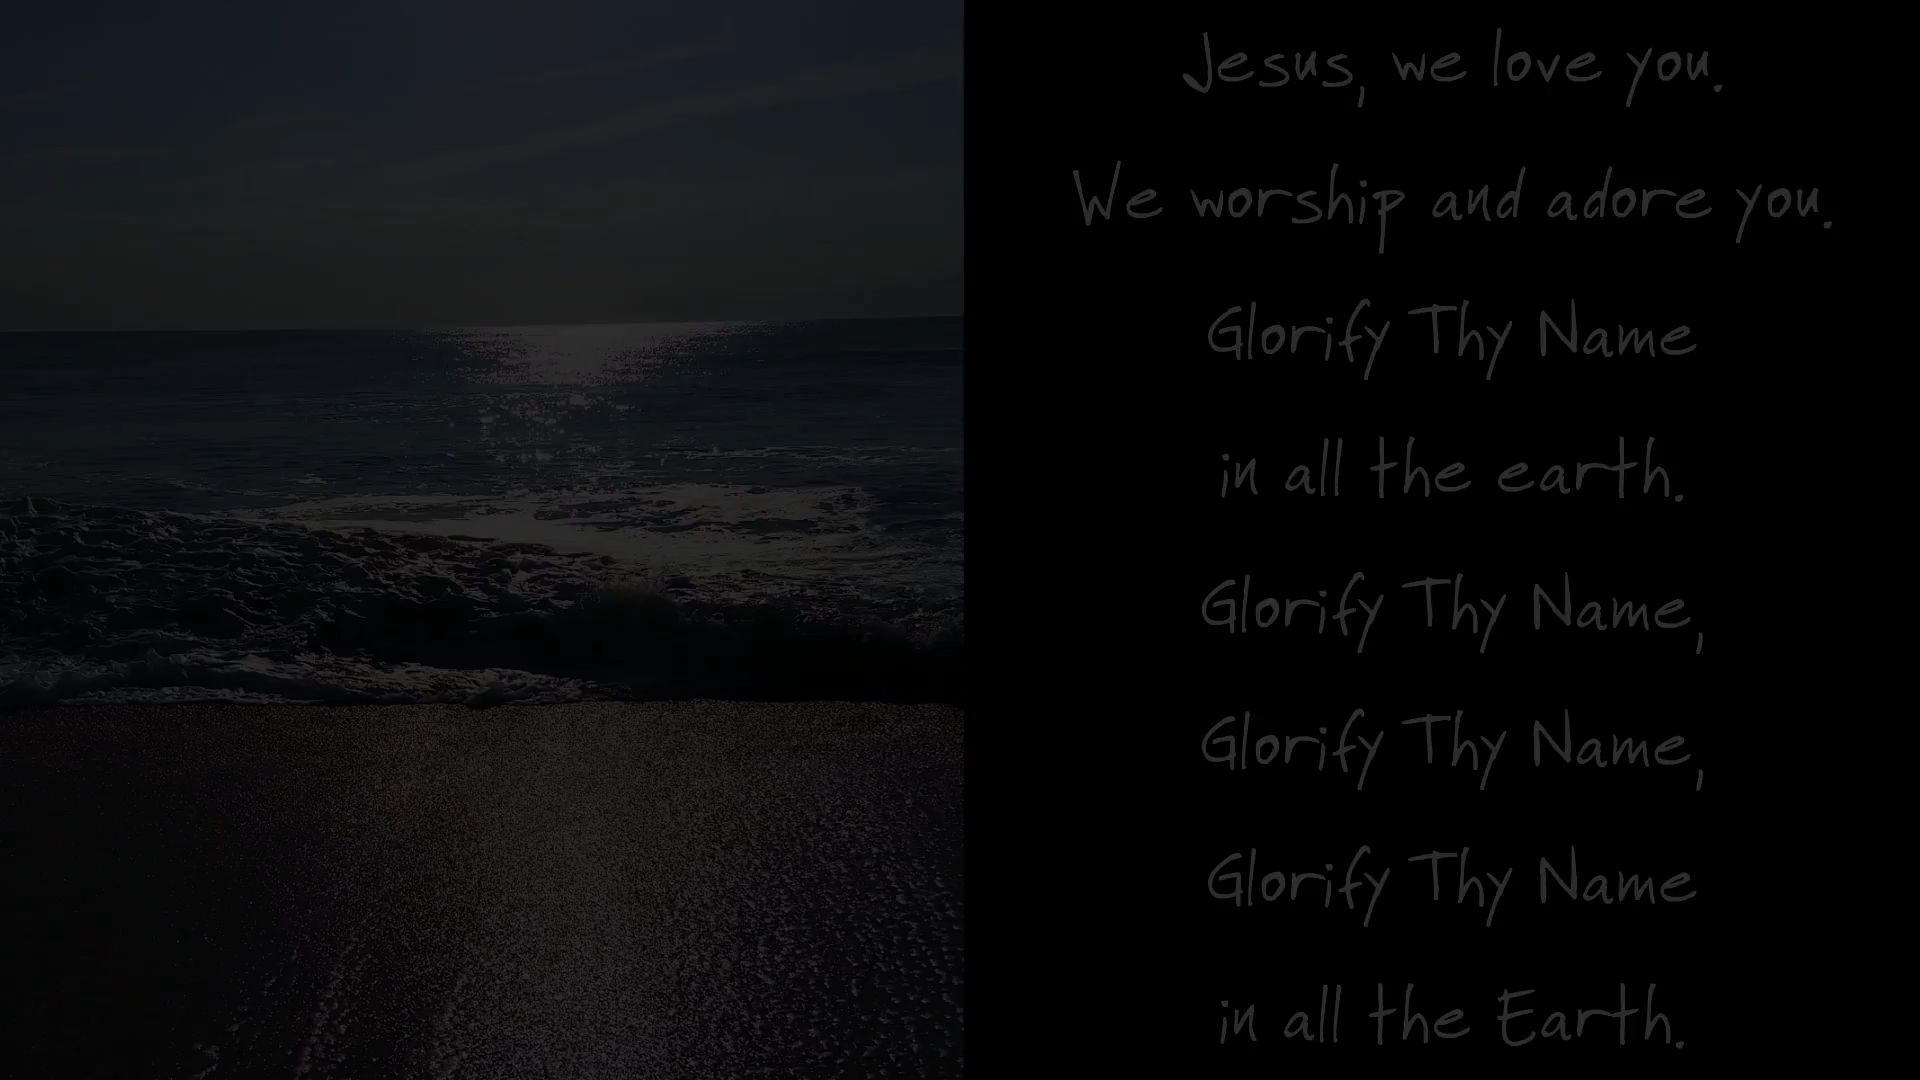 Jesus, we love you.
We worship and adore you.
Glorify Thy Name
in all the earth.
Glorify Thy Name,
Glorify Thy Name,
Glorify Thy Name
in all the Earth.